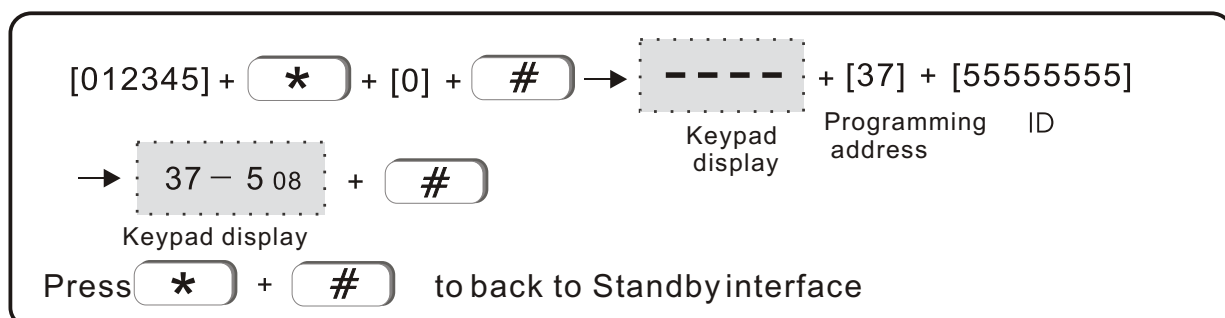 [012345] + * + [0] + # → ---- + [37] + [55555555]
Keypad display Programming address ID
→ 37 – 5 08 + #
Keypad display
Press * + # to back to Standby interface